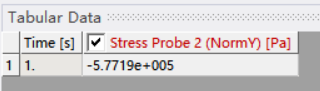 Tabular Data
Time [s] Stress Probe 2 (NormY) [Pa]
1 1. -5.7719e+005